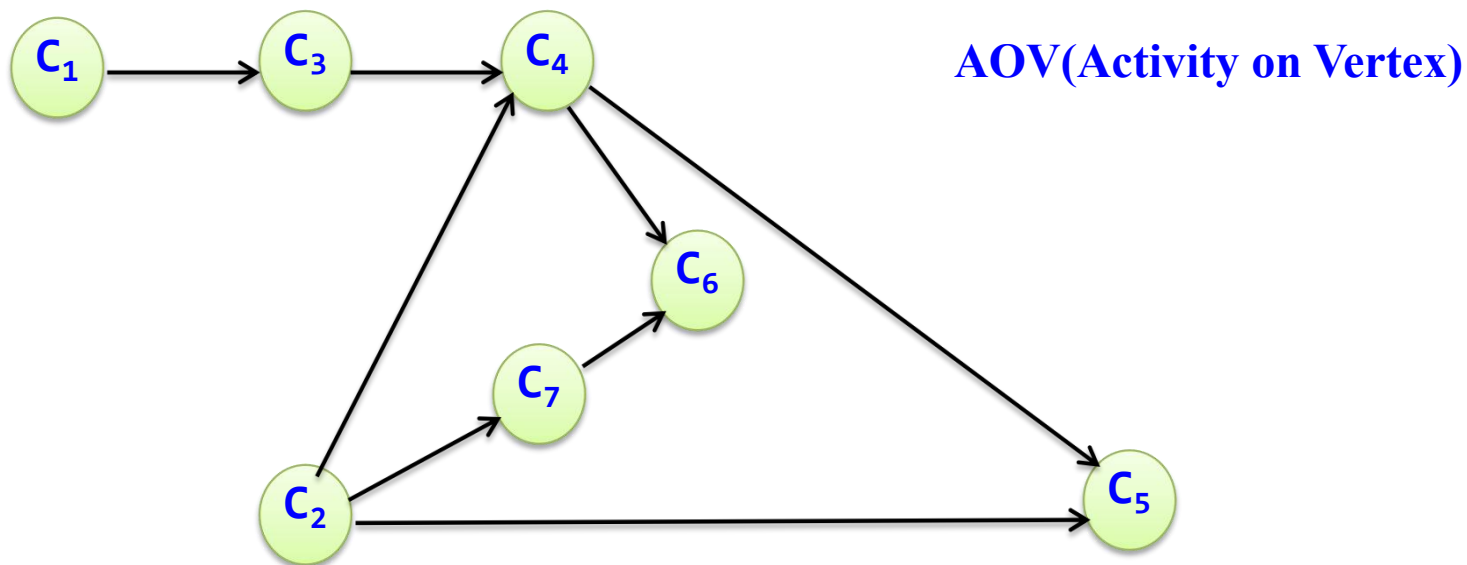 C₁
C₃
C₄
AOV(Activity on Vertex)
C₆
C₇
C₂
C₅